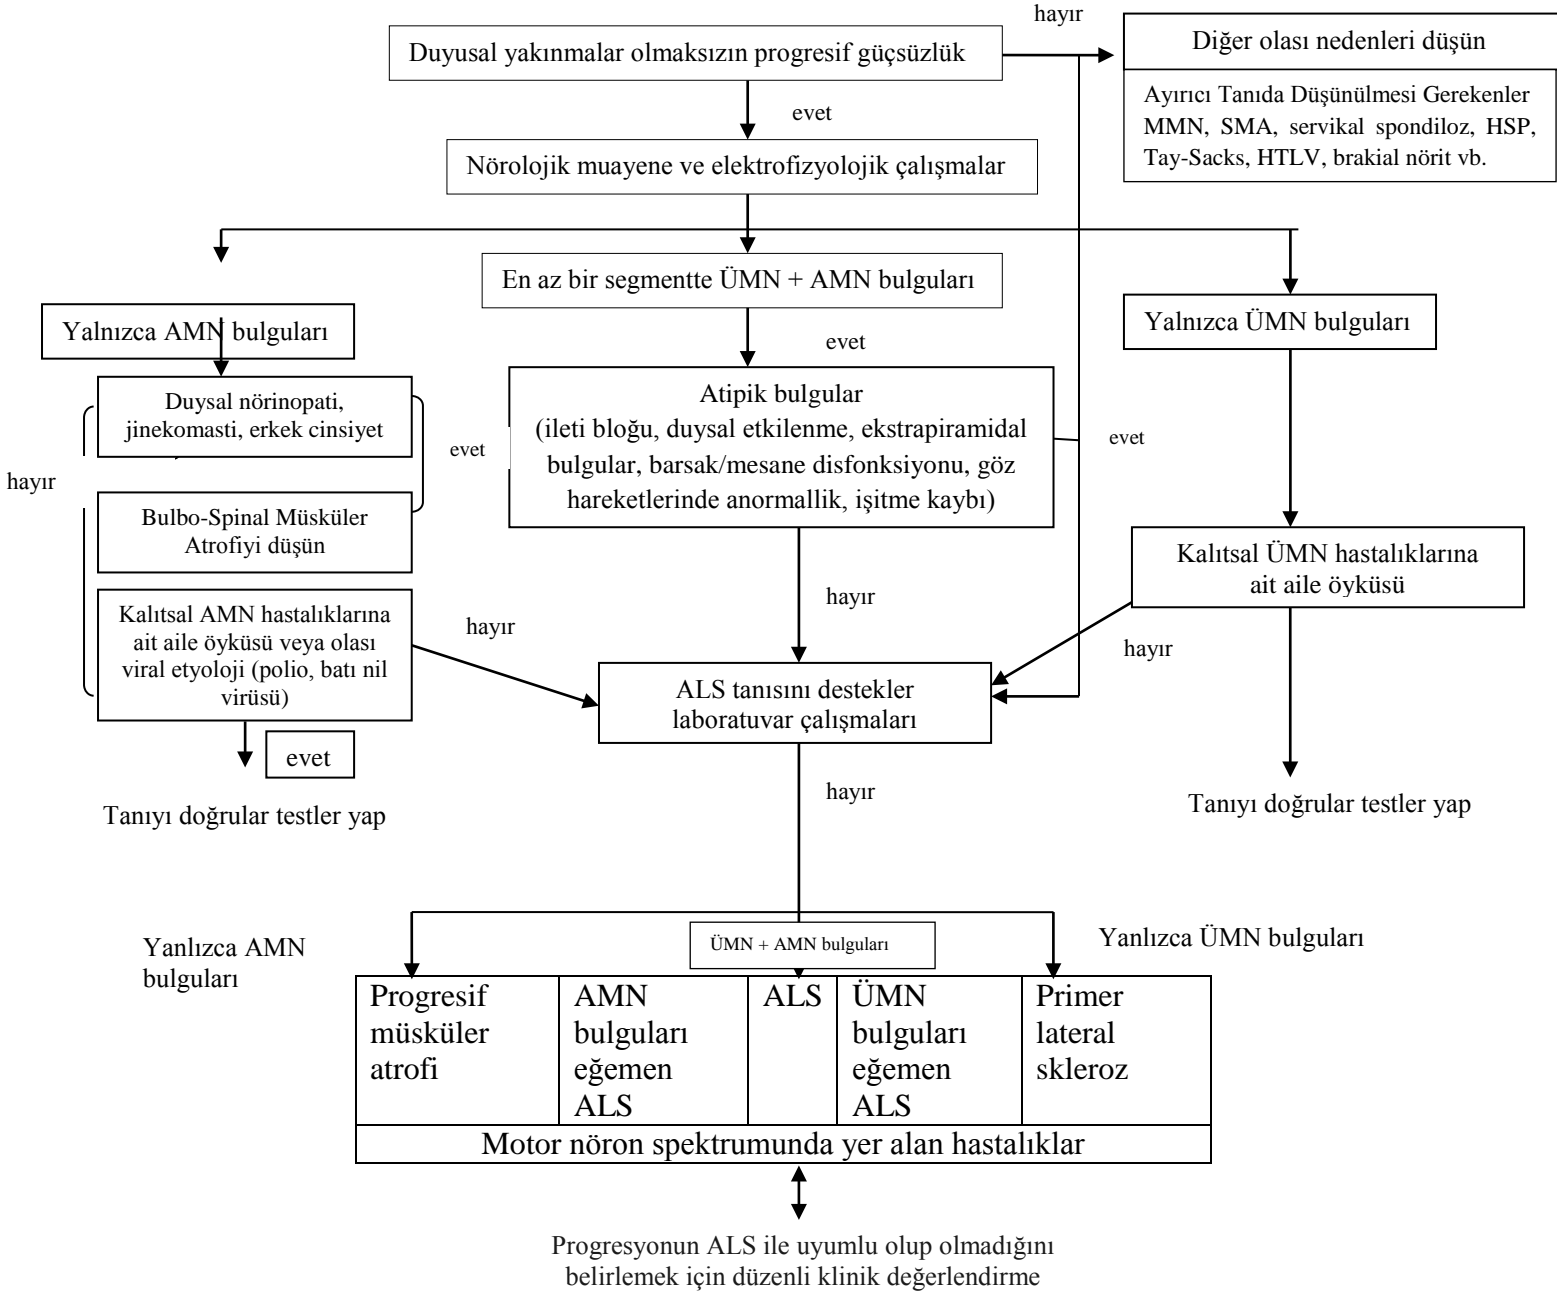 hayır
Duyusal yakınmalar olmaksızın progresif güçsüzlük
Diğer olası nedenleri düşün
Ayırıcı Tanıda Düşünülmesi Gerekenler
MMN, SMA, servikal spondiloz, HSP,
Tay-Sacks, HTLV, brakial nörit vb.
evet
Nörolojik muayene ve elektrofizyolojik çalışmalar
En az bir segmentte ÜMN + AMN bulguları
Yalnızca AMN bulguları
Yalnızca ÜMN bulguları
evet
Duysal nörinopati,
jinekomasti, erkek cinsiyet
evet
hayır
Bulbo-Spinal Müsküler
Atrofiyi düşün
Atipik bulgular
(ileti bloğu, duysal etkilenme, ekstrapiramidal
bulgular, barsak/mesane disfonksiyonu, göz
hareketlerinde anormallik, işitme kaybı)
evet
Kalıtsal ÜMN hastalıklarına
ait aile öyküsü
Kalıtsal AMN hastalıklarına
ait aile öyküsü veya olası
viral etyoloji (polio, batı nil
virüsü)
hayır
hayır
hayır
ALS tanısını destekler
laboratuvar çalışmaları
evet
Tanıyı doğrular testler yap
hayır
Tanıyı doğrular testler yap
Yanlızca AMN
bulguları
ÜMN + AMN bulguları
Yanlızca ÜMN bulguları
Progresif
müsküler
atrofi
AMN
bulguları
eğemen
ALS
ALS
ÜMN
bulguları
eğemen
ALS
Primer
lateral
skleroz
Motor nöron spektrumunda yer alan hastalıklar
Progresyonun ALS ile uyumlu olup olmadığını
belirlemek için düzenli klinik değerlendirme